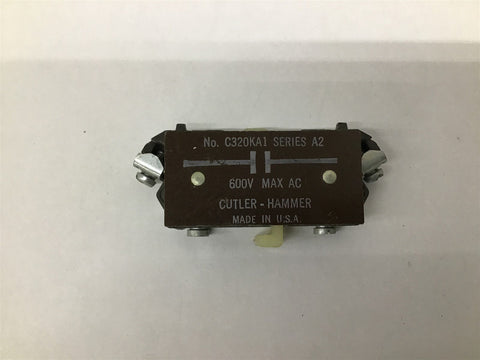 No. C320KA1 SERIES A2
600V MAX AC
CUTLER-HAMMER
MADE IN U.S.A.